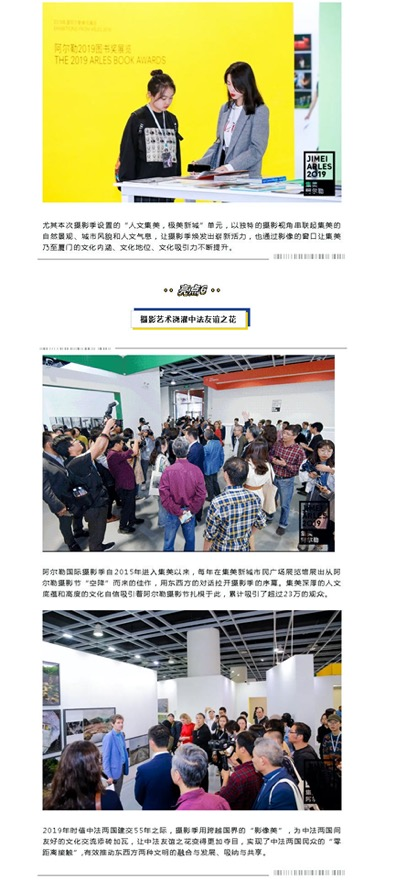 阿尔勒2019图书奖展览
THE 2019 ARLES BOOK AWARDS
JIMEI
ARLES
2019
集美
阿尔勒
尤其本次摄影季设置的“人文集美，极美新城”单元，以独特的摄影视角串联起集美的
自然景观、城市风貌和人文气息，让摄影季焕发出崭新活力，也通过影像的窗口让集美
乃至厦门的文化内涵、文化地位、文化吸引力不断提升。
亮点6
摄影艺术浇灌中法友谊之花
阿尔勒国际摄影季自2015年进入集美以来，每年在集美新城市民广场展览馆展出从阿
尔勒摄影节“空降”而来的佳作，用东西方的对话拉开摄影季的序幕。集美深厚的人文
底蕴和高度的文化自信吸引着阿尔勒摄影节扎根于此，累计吸引了超过23万的观众。
2019年时值中法两国建交55年之际，摄影季用跨越国界的“影像美”，为中法两国间
友好的文化交流添砖加瓦，让中法友谊之花变得更加夺目，实现了中法两国民众的“零
距离接触”,有效推动东西方两种文明的融合与发展、吸纳与共享。